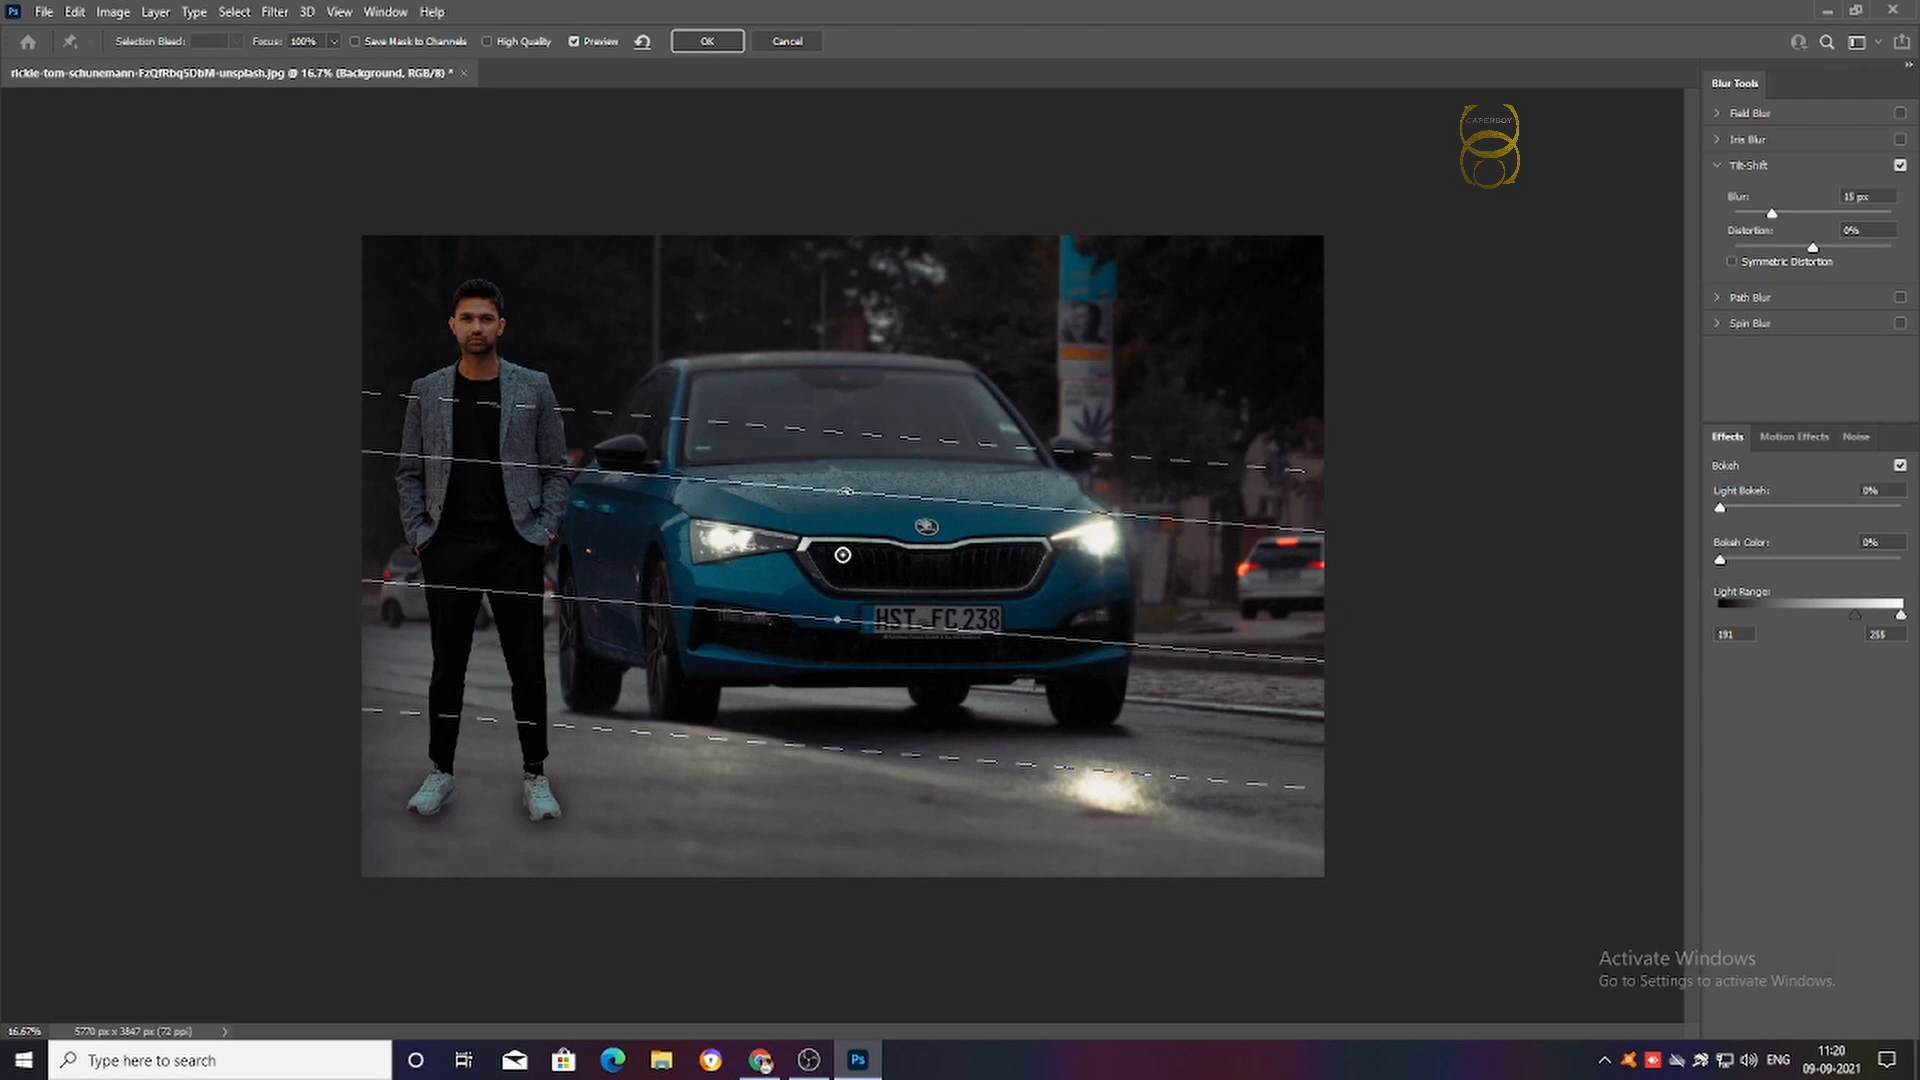 Ps File Edit Image Layer Type Select Filter 3D View Window Help
Selection Bleed: Focus: 100% Save Mask to Channels High Quality Preview OK Cancel
rickie-tom-schunemann-FzQfRbq5DbM-unsplash.jpg @ 16.7% (Background, RGB/8) *
Blur Tools
Field Blur
Iris Blur
Tilt-Shift
Blur: 15 px
Distortion: 0%
Symmetric Distortion
Path Blur
Spin Blur
CAPERBOY
HST FC 238
Effects Motion Effects Noise
Bokeh
Light Bokeh: 0%
Bokeh Color: 0%
Light Range:
191 255
Activate Windows
Go to Settings to activate Windows.
16.67% 5770 px x 3847 px (72 ppi)
Type here to search
Ps
ENG
11:20
09-09-2021